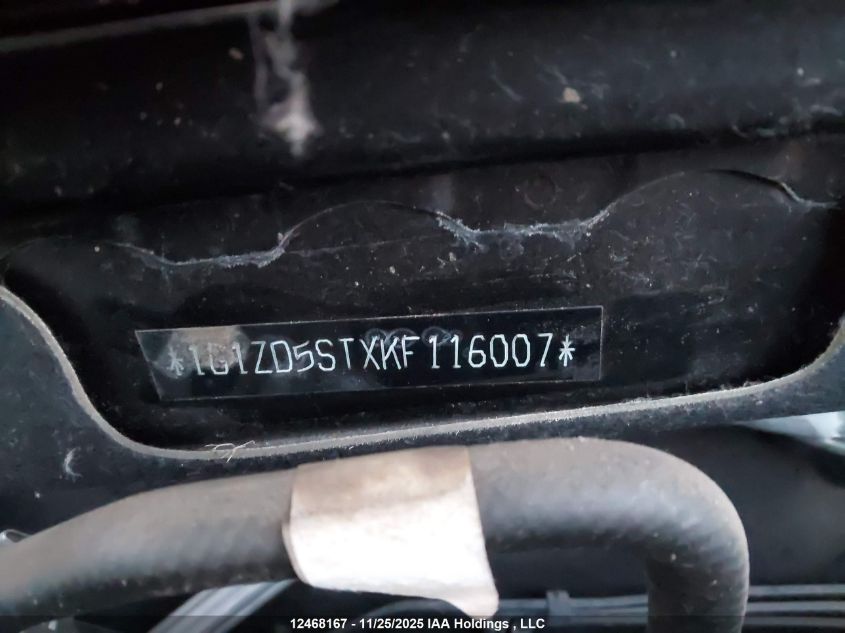 *1G1ZD5STXKF116007*
12468167 - 11/25/2025 IAA Holdings , LLC